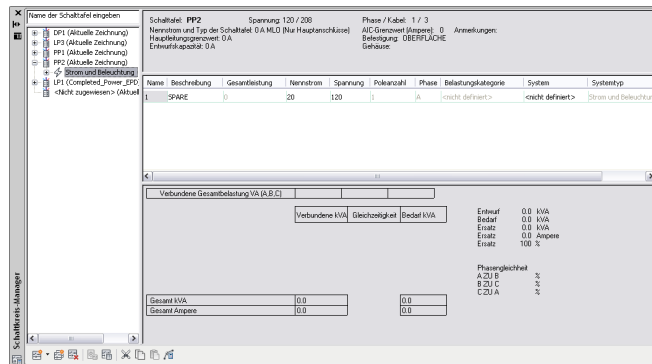 Name der Schalttafel eingeben
DP1 (Aktuelle Zeichnung)
LP3 (Aktuelle Zeichnung)
PP1 (Aktuelle Zeichnung)
PP2 (Aktuelle Zeichnung)
Strom und Beleuchtung
LP1 (Completed_Power_EPD)
<Nicht zugewiesen> (Aktuell
Schaltkreis-Manager
Schalttafel: PP2 Spannung: 120 / 208 Phase / Kabel: 1 / 3
Nennstrom und Typ der Schalttafel: 0 A MLO (Nur Hauptanschlüsse) AIC-Grenzwert (Ampere): 0 Anmerkungen:
Hauptleitungsgrenzwert: 0 A Befestigung: OBERFLÄCHE
Entwurfskapazität: 0 A Gehäuse:
Name Beschreibung Gesamtleistung Nennstrom Spannung Poleanzahl Phase Belastungskategorie System Systemtyp
1 SPARE 0 20 120 1 A <nicht definiert> <nicht definiert> Strom und Beleuchtur
Verbundene Gesamtbelastung VA (A,B,C)
Verbundene kVA Gleichzeitigkeit Bedarf kVA
Entwurf 0.0 kVA
Bedarf 0.0 kVA
Ersatz 0.0 kVA
Ersatz 0.0 Ampere
Ersatz 100 %
Phasengleichheit
A ZU B %
B ZU C %
C ZU A %
Gesamt kVA 0.0 0.0
Gesamt Ampere 0.0 0.0